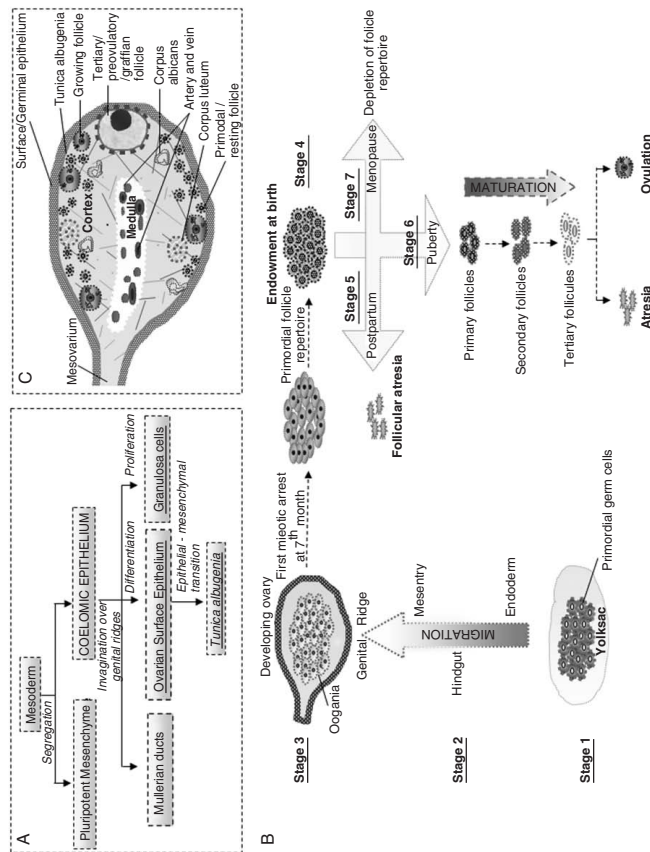 A
Mesoderm
Segregation
Pluripotent Mesenchyme
COELOMIC EPITHELIUM
Invagination over
genital ridges
Differentiation
Proliferation
Mullerian ducts
Ovarian Surface Epithelium
Granulosa cells
Epithelial - mesenchymal
transition
Tunica albugenia
C
Mesovarium
Cortex
Medulla
Surface/Germinal epithelium
Tunica albugenia
Growing follicle
Tertiary/
preovulatory
/graffian
follicle
Corpus
albicans
Artery and vein
Corpus luteum
Primodal /
resting follicle
B
Stage 3
Developing ovary
Oogania
First mieotic arrest
at 7th month
Primordial follicle
repertoire
Endowment at birth
Stage 4
Genital Ridge
Stage 2
Hindgut
MIGRATION
Mesentry
Endoderm
Stage 1
Yolksac
Primordial germ cells
Stage 5
Postpartum
Follicular atresia
Stage 7
Menopause
Depletion of folicle
repertoire
Stage 6
Puberty
Primary follicles
Secondary follicles
Tertiary follicules
MATURATION
Atresia
Ovulation